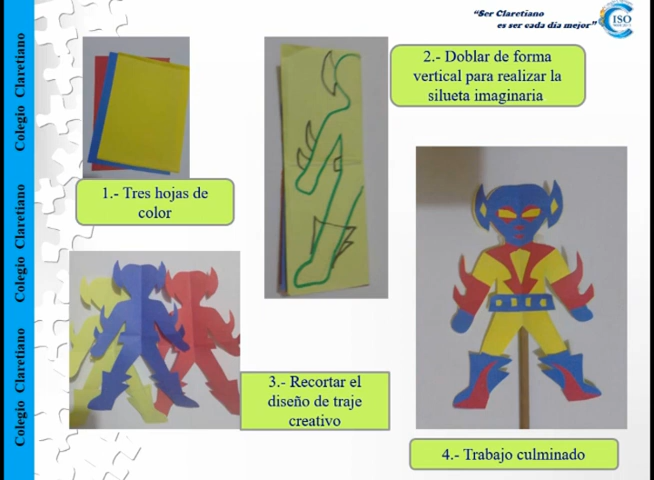 “Ser Claretiano
es ser cada día mejor”
ISO
Colegio Claretiano
Colegio Claretiano
Colegio Claretiano
1.- Tres hojas de
color
2.- Doblar de forma
vertical para realizar la
silueta imaginaria
3.- Recortar el
diseño de traje
creativo
4.- Trabajo culminado